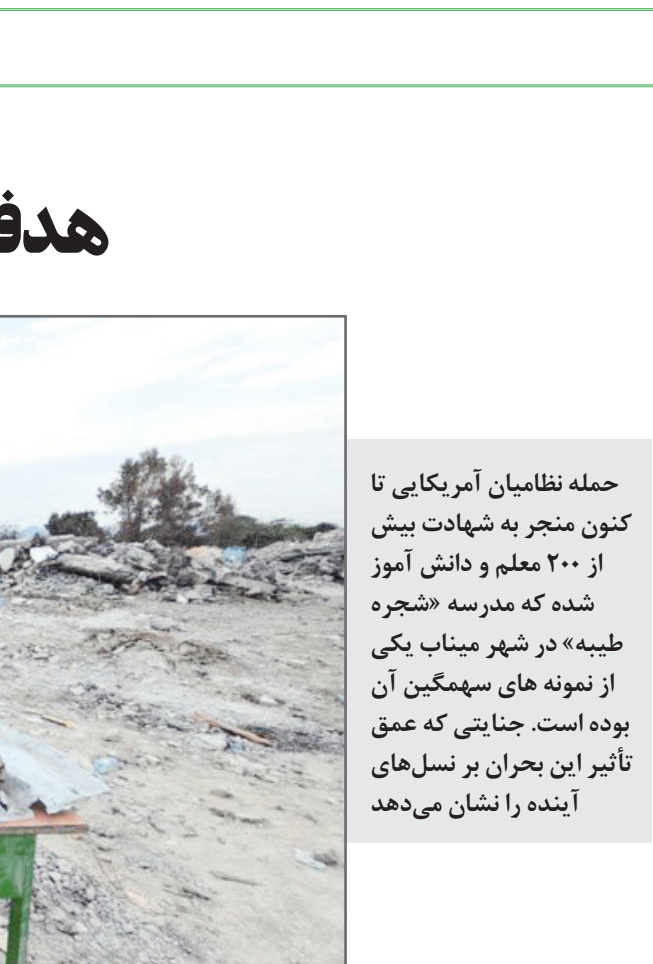 حمله نظامیان آمریکایی تا
کنون منجر به شهادت بیش
از ۲۰۰ معلم و دانش آموز
شده که مدرسه «شجره
طیبه» در شهر میناب یکی
از نمونه های سهمگین آن
بوده است. جنایتی که عمق
تأثیر این بحران بر نسل‌های
آینده را نشان می‌دهد